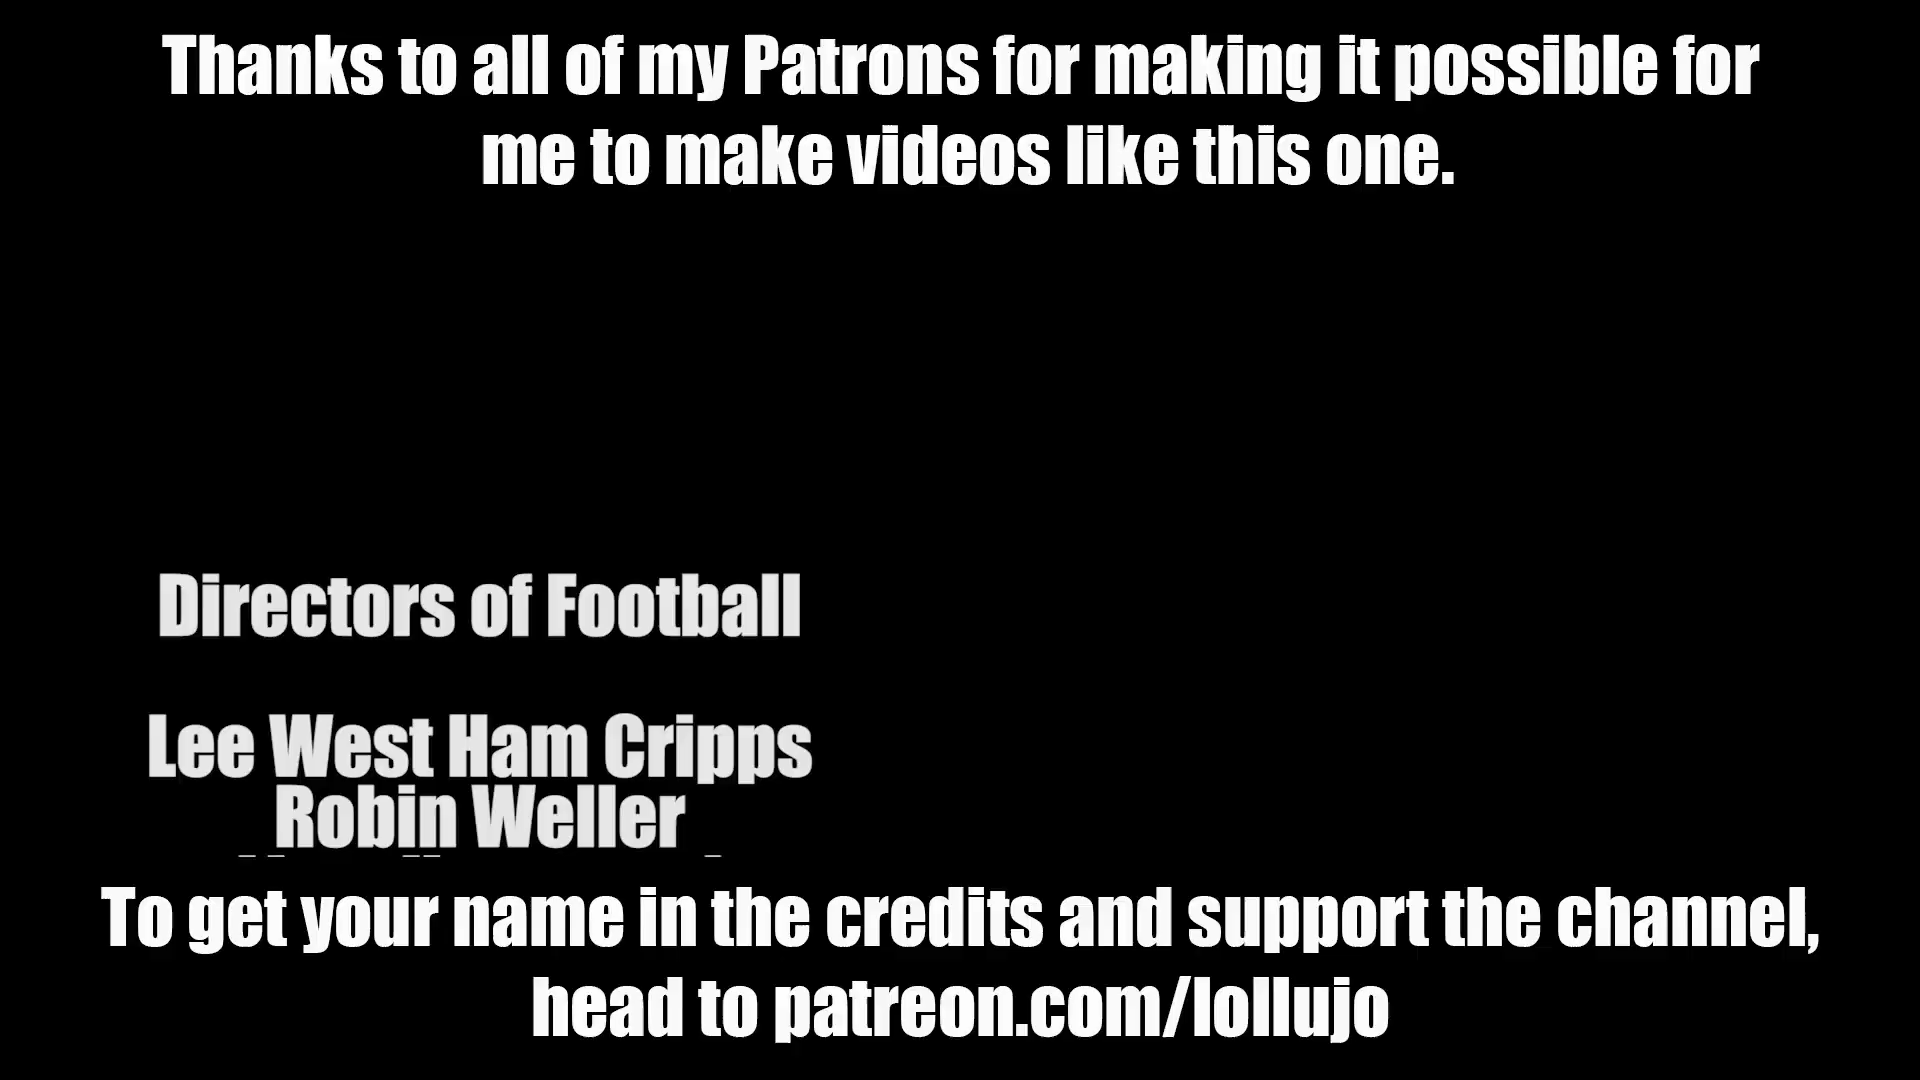 Thanks to all of my Patrons for making it possible for
me to make videos like this one.
Directors of Football
Lee West Ham Cripps
Robin Weller
To get your name in the credits and support the channel,
head to patreon.com/lollujo